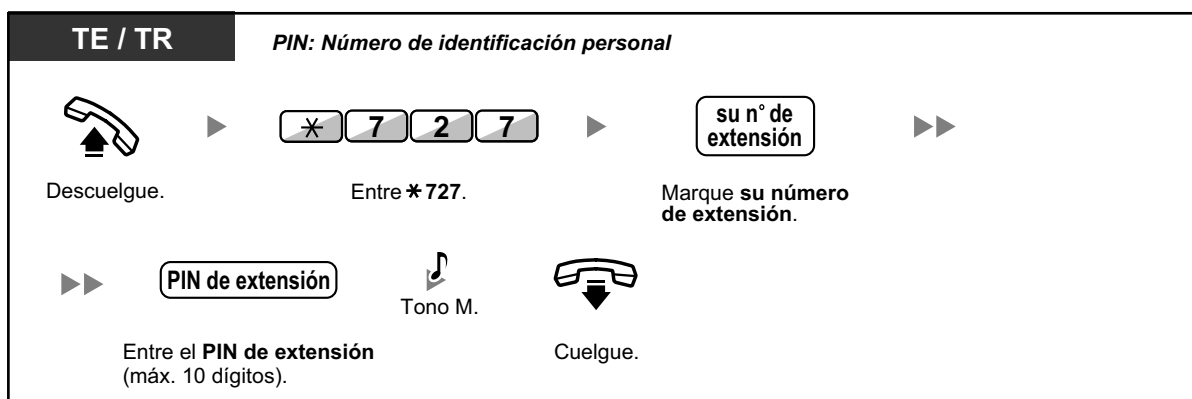 TE / TR
PIN: Número de identificación personal
✱ 7 2 7
su n° de
extensión
Descuelgue.
Entre ✱ 727.
Marque su número
de extensión.
PIN de extensión
Tono M.
Entre el PIN de extensión
(máx. 10 dígitos).
Cuelgue.